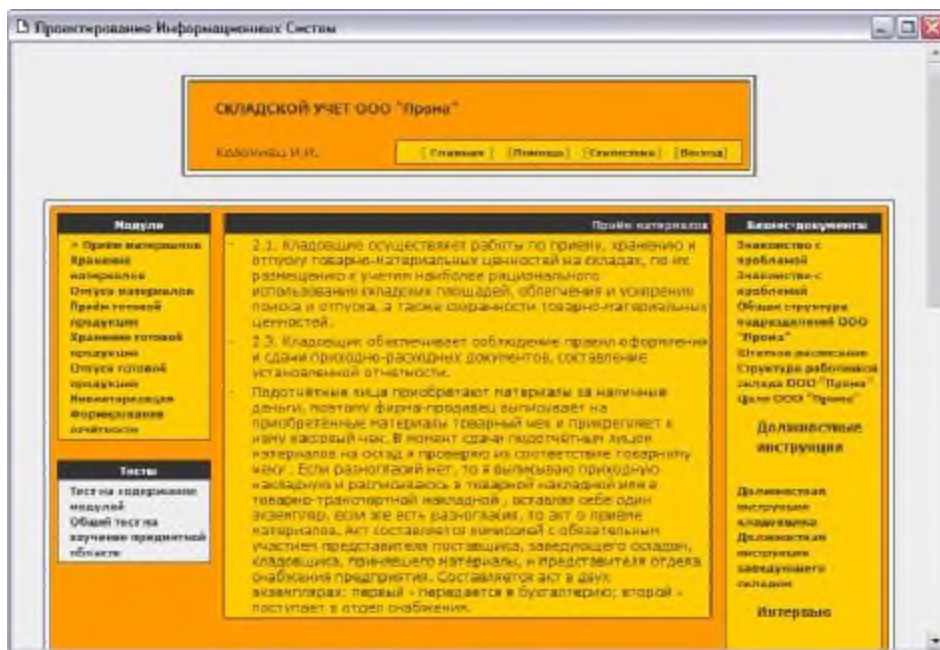 Проектирование Информационных Систем
СКЛАДСКОЙ УЧЕТ ООО "Прома"
[ Главная ] [Помощь] [Статистика] [Выход]
Модули
> Приём материалов
Хранение
материалов
Отпуск материалов
Приём готовой
продукции
Хранение готовой
продукции
Отпуск готовой
продукции
Инвентаризация
Формирование
отчётности
Тесты
Тест на содержание
модулей
Общий тест на
изучение предметной
области
Приём материалов
- 2.1. Кладовщик осуществляет работы по приему, хранению и
отпуску товарно-материальных ценностей на складах, по их
размещению с учетом наиболее рационального
использования складских площадей, облегчения и ускорения
поиска и отпуска, а также сохранности товарно-материальных
ценностей.
- 2.3. Кладовщик обеспечивает соблюдение правил оформления
и сдачи приходно-расходных документов, составление
установленной отчетности.
- Подотчётные лица приобретают материалы за наличные
деньги, поэтому фирма-продавец выписывает на
приобретенные материалы товарный чек и прикрепляет к
нему кассовый чек. В момент сдачи подотчётным лицом
материалов на склад я проверяю их соответствие товарному
чеку . Если разногласий нет, то я выписываю приходную
накладную и расписываюсь в товарной накладной или в
товарно-транспортной накладной , оставляя себе один
экземпляр, если же есть разногласия, то акт о приёме
материалов. Акт составляется комиссией с обязательным
участием представителя поставщика, заведующего складом,
кладовщика, принявшего материалы, и представителя отдела
снабжения предприятия. Составляется акт в двух
экземплярах: первый - передается в бухгалтерию; второй -
поступает в отдел снабжения.
Бизнес-документы
Знакомство с
проблемой
Знакомство с
проблемой
Общая структура
подразделений ООО
"Прома"
Штатное расписание
Структура работников
склада ООО "Прома"
Цели ООО "Прома"
Должностные
инструкции
Должностная
инструкция
кладовщика
Должностная
инструкция
заведующего
складом
Интервью